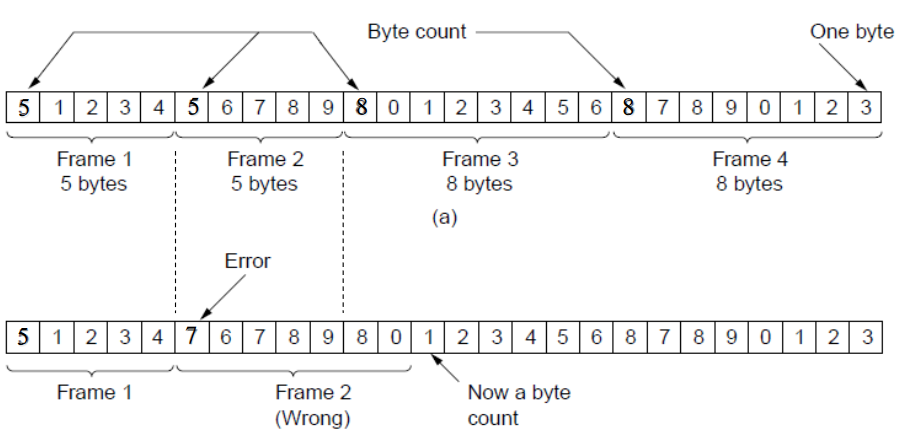 Byte count One byte
5 1 2 3 4 5 6 7 8 9 8 0 1 2 3 4 5 6 8 7 8 9 0 1 2 3
Frame 1 Frame 2 Frame 3 Frame 4
5 bytes 5 bytes 8 bytes 8 bytes
(a)
Error
5 1 2 3 4 7 6 7 8 9 8 0 1 2 3 4 5 6 8 7 8 9 0 1 2 3
Frame 1 Frame 2 Now a byte
(Wrong) count